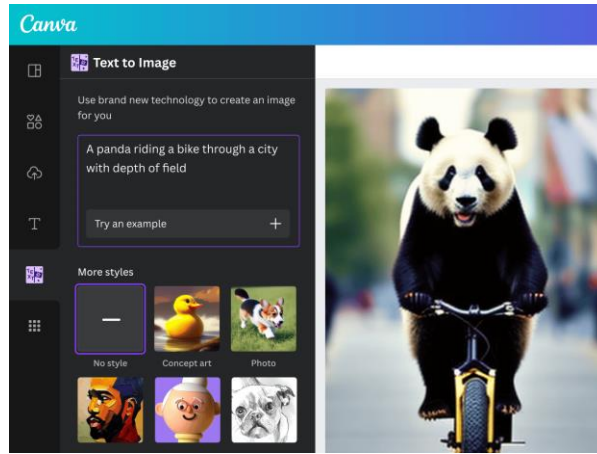 Canva
Text to Image
Use brand new technology to create an image
for you
A panda riding a bike through a city
with depth of field
Try an example
More styles
No style
Concept art
Photo